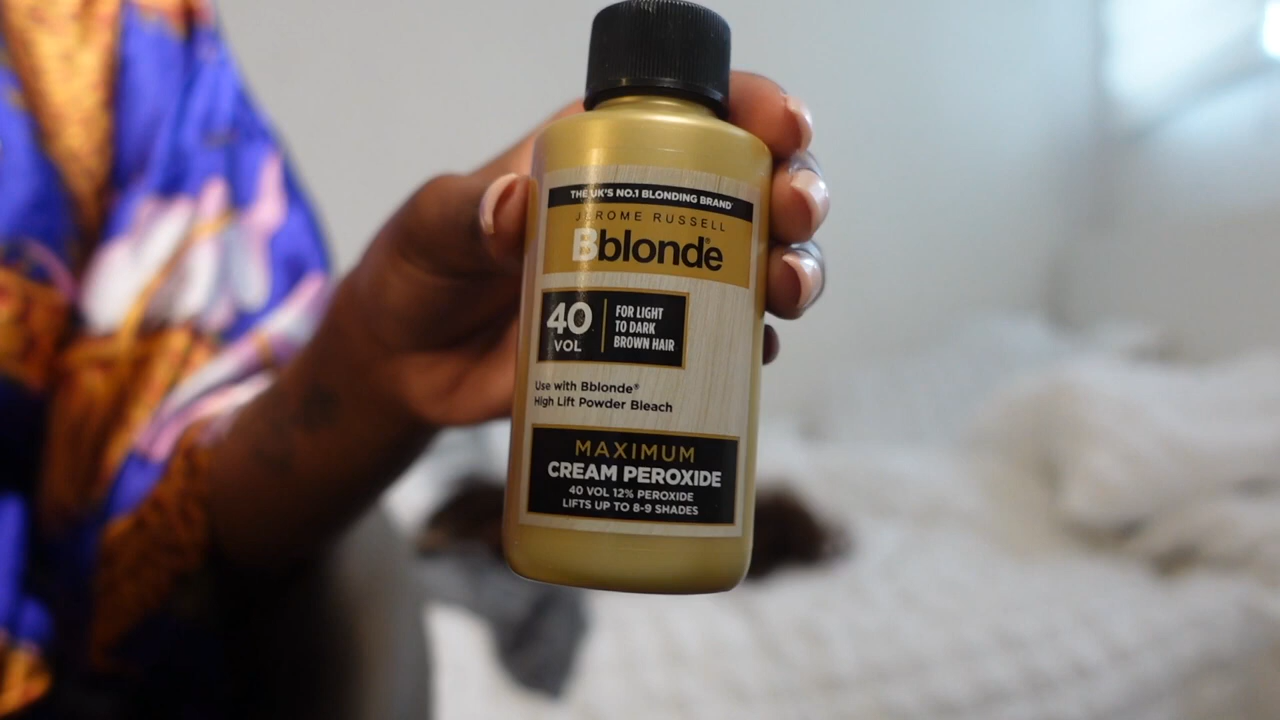 THE UK'S NO.1 BLONDING BRAND
JEROME RUSSELL
Bblonde®
40
VOL
FOR LIGHT
TO DARK
BROWN HAIR
Use with Bblonde®
High Lift Powder Bleach
MAXIMUM
CREAM PEROXIDE
40 VOL 12% PEROXIDE
LIFTS UP TO 8-9 SHADES